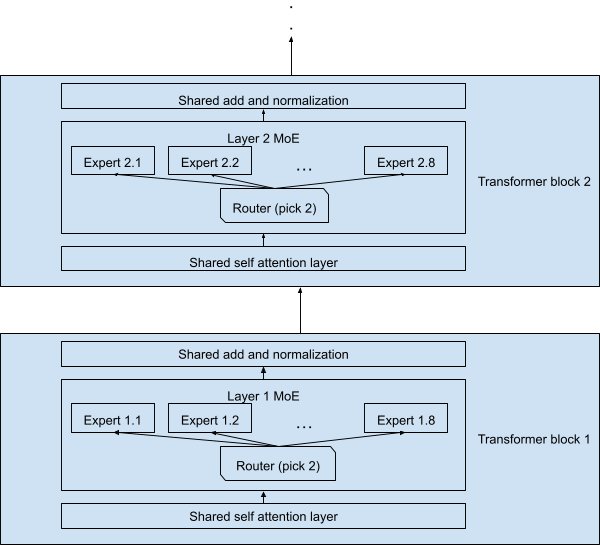 Shared add and normalization
Layer 2 MoE
Expert 2.1
Expert 2.2
...
Expert 2.8
Router (pick 2)
Transformer block 2
Shared self attention layer
Shared add and normalization
Layer 1 MoE
Expert 1.1
Expert 1.2
...
Expert 1.8
Router (pick 2)
Transformer block 1
Shared self attention layer